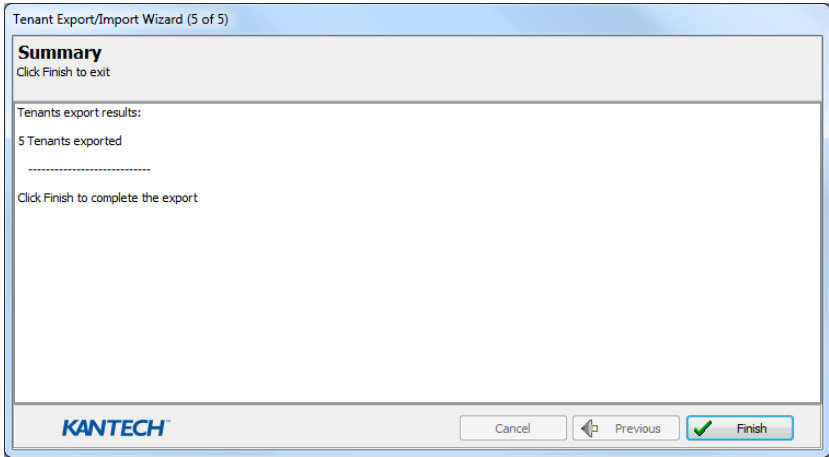 Tenant Export/Import Wizard (5 of 5)
Summary
Click Finish to exit
Tenants export results:
5 Tenants exported
----------------------------
Click Finish to complete the export
KANTECH™
Cancel
Previous
Finish